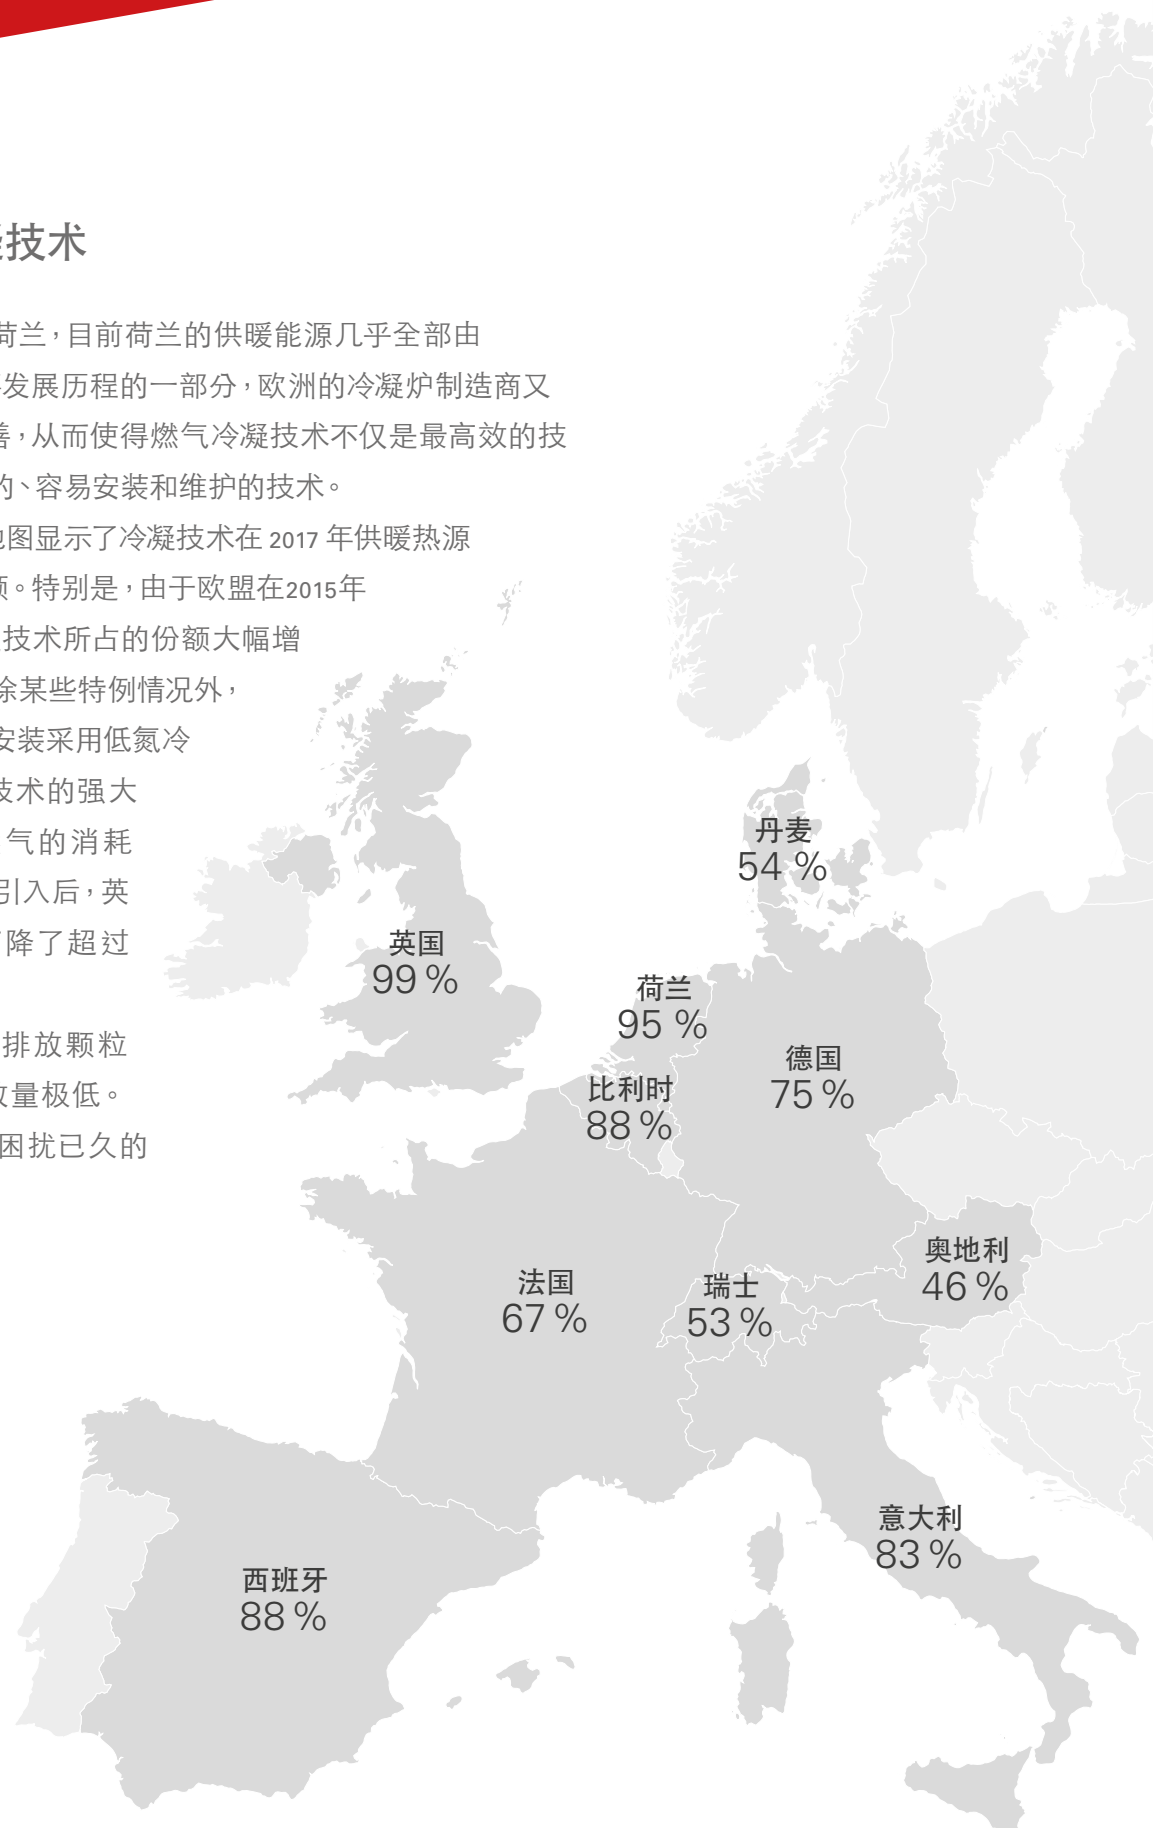 技术
荷兰，目前荷兰的供暖能源几乎全部由
发展历程的一部分，欧洲的冷凝炉制造商又
善，从而使得燃气冷凝技术不仅是最高效的技
的、容易安装和维护的技术。
地图显示了冷凝技术在 2017 年供暖热源
额。特别是，由于欧盟在2015年
技术所占的份额大幅增
除某些特例情况外，
安装采用低氮冷
技术的强大
气的消耗
引入后，英
降了超过
排放颗粒
放量极低。
困扰已久的
丹麦
54 %
英国
99 %
荷兰
95 %
德国
75 %
比利时
88 %
奥地利
46 %
法国
67 %
瑞士
53 %
意大利
83 %
西班牙
88 %